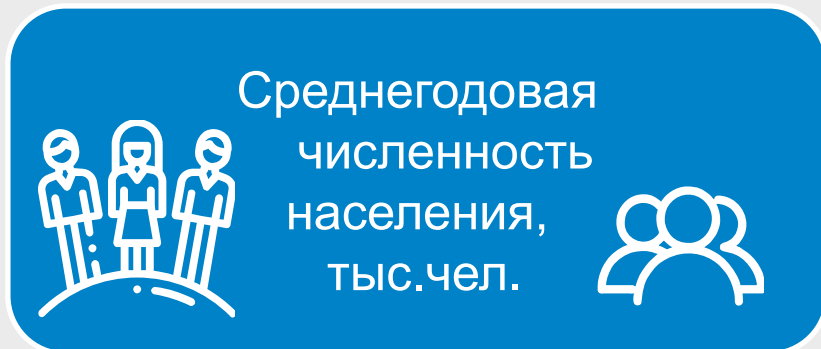 Среднегодовая
численность
населения,
тыс.чел.